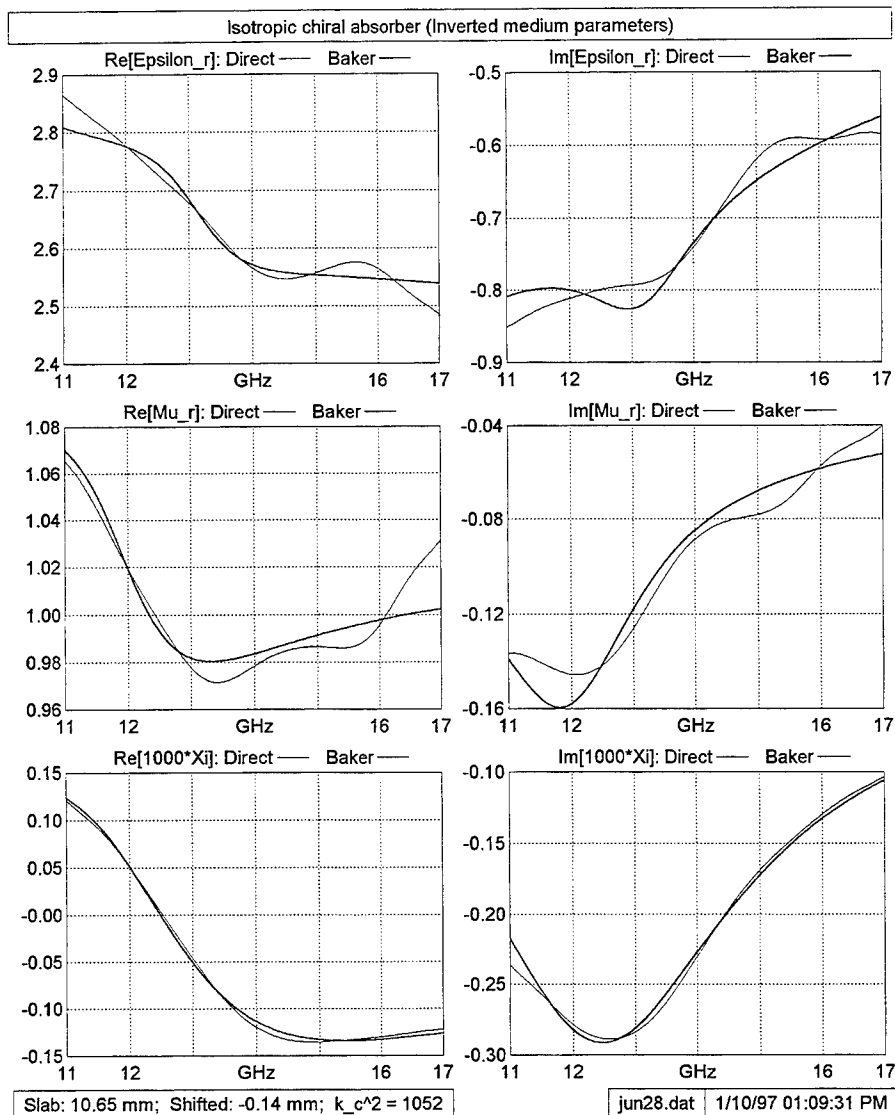 Isotropic chiral absorber (Inverted medium parameters)
Re[Epsilon_r]: Direct — Baker —
2.9
2.8
2.7
2.6
2.5
2.4
11 12 GHz 16 17
Im[Epsilon_r]: Direct — Baker —
-0.5
-0.6
-0.7
-0.8
-0.9
11 12 GHz 16 17
Re[Mu_r]: Direct — Baker —
1.08
1.06
1.04
1.02
1.00
0.98
0.96
11 12 GHz 16 17
Im[Mu_r]: Direct — Baker —
-0.04
-0.08
-0.12
-0.16
11 12 GHz 16 17
Re[1000*Xi]: Direct — Baker —
0.15
0.10
0.05
-0.00
-0.05
-0.10
-0.15
11 12 GHz 16 17
Im[1000*Xi]: Direct — Baker —
-0.10
-0.15
-0.20
-0.25
-0.30
11 12 GHz 16 17
Slab: 10.65 mm; Shifted: -0.14 mm; k_c^2 = 1052
jun28.dat 1/10/97 01:09:31 PM